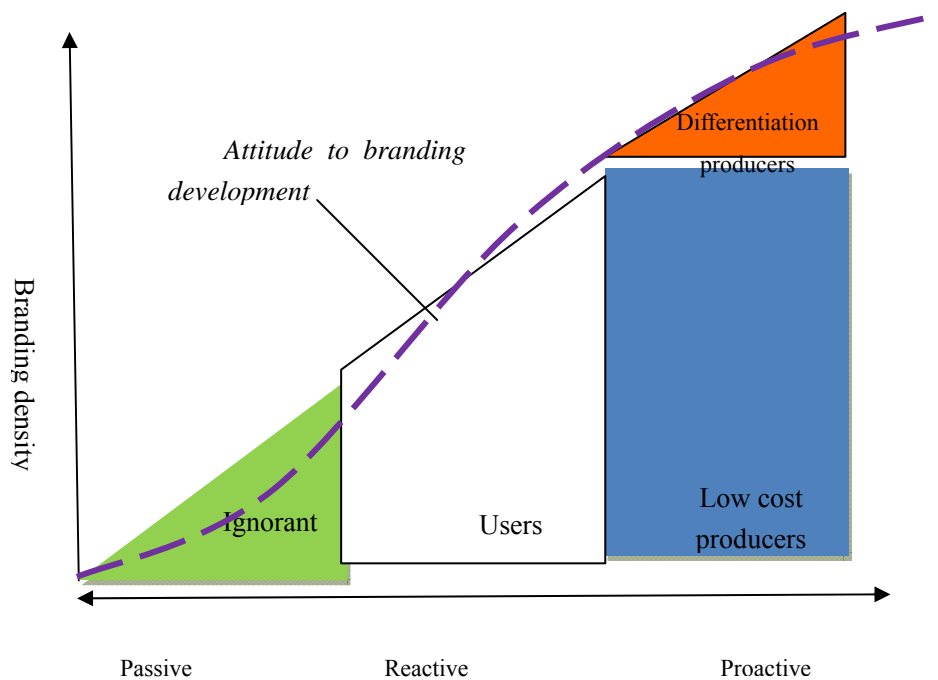 Attitude to branding
development
Differentiation
producers
Branding density
Ignorant
Users
Low cost
producers
Passive
Reactive
Proactive